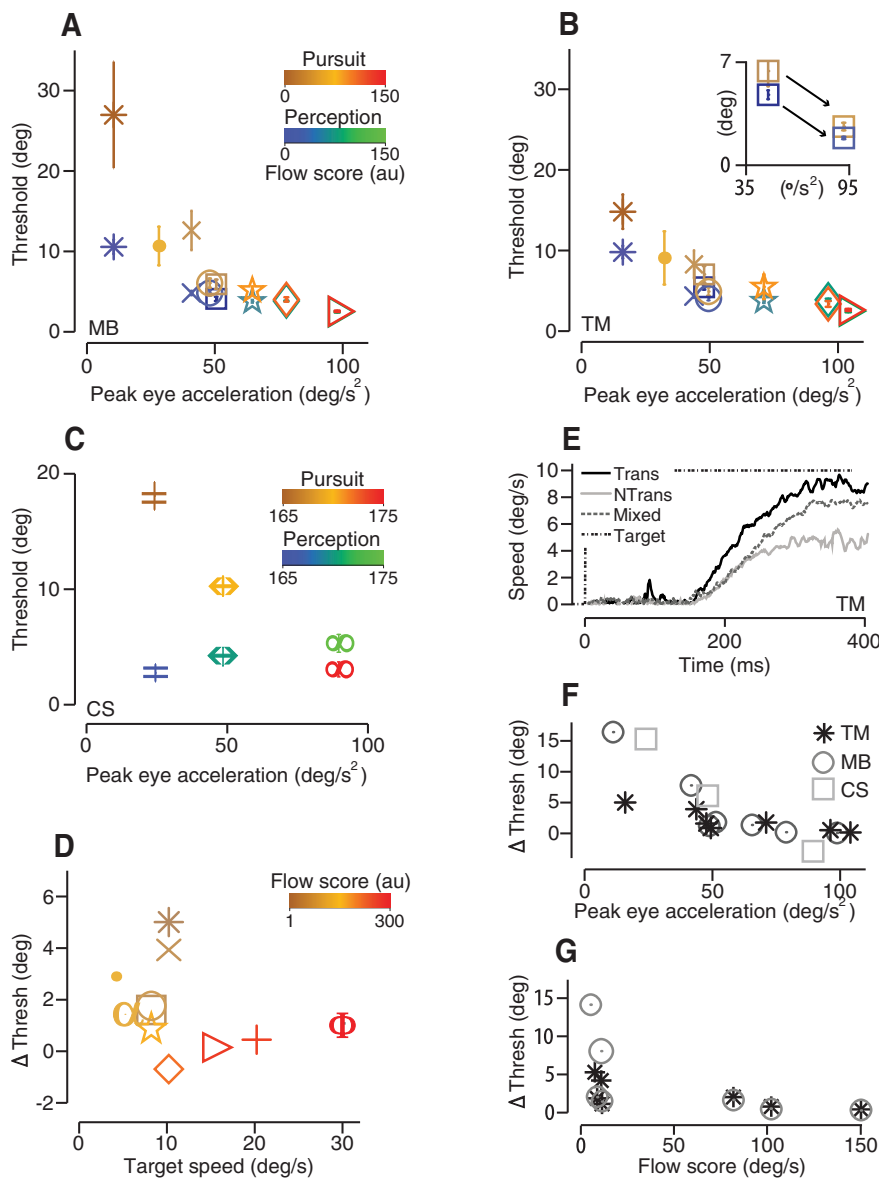 A
Pursuit
0 150
Perception
0 150
Flow score (au)
Threshold (deg)
30
20
10
0
MB
0 50 100
Peak eye acceleration (deg/s²)
B
Threshold (deg)
30
20
10
0
TM
0 50 100
Peak eye acceleration (deg/s²)
7
(deg)
0
35 (º/s²) 95
C
Pursuit
165 175
Perception
165 175
Threshold (deg)
20
10
0
CS
0 50 100
Peak eye acceleration (deg/s²)
E
Speed (deg/s)
10
8
6
4
2
0
Trans
NTrans
Mixed
Target
TM
0 200 400
Time (ms)
F
TM
MB
CS
Δ Thresh (deg)
15
10
5
0
0 50 100
Peak eye acceleration (deg/s²)
D
Flow score (au)
1 300
Δ Thresh (deg)
6
4
2
0
-2
0 10 20 30
Target speed (deg/s)
G
Δ Thresh (deg)
15
10
5
0
0 50 100 150
Flow score (deg/s)